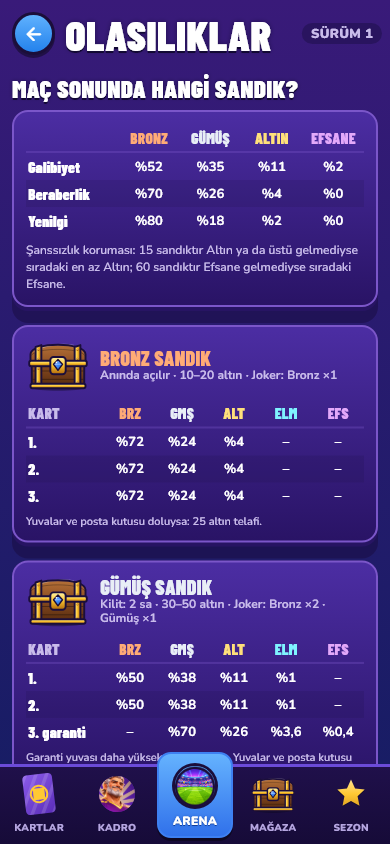 OLASILIKLAR
SÜRÜM 1
MAÇ SONUNDA HANGİ SANDIK?
BRONZ GÜMÜŞ ALTIN EFSANE
Galibiyet %52 %35 %11 %2
Beraberlik %70 %26 %4 %0
Yenilgi %80 %18 %2 %0
Şanssızlık koruması: 15 sandıktır Altın ya da üstü gelmediyse
sıradaki en az Altın; 60 sandıktır Efsane gelmediyse sıradaki
Efsane.
BRONZ SANDIK
Anında açılır · 10–20 altın · Joker: Bronz ×1
KART BRZ GMŞ ALT ELM EFS
1. %72 %24 %4 – –
2. %72 %24 %4 – –
3. %72 %24 %4 – –
Yuvalar ve posta kutusu doluysa: 25 altın telafi.
GÜMÜŞ SANDIK
Kilit: 2 sa · 30–50 altın · Joker: Bronz ×2 ·
Gümüş ×1
KART BRZ GMŞ ALT ELM EFS
1. %50 %38 %11 %1 –
2. %50 %38 %11 %1 –
3. garanti – %70 %26 %3,6 %0,4
Garanti yuvası daha yüksek Yuvalar ve posta kutusu
KARTLAR
KADRO
ARENA
MAĞAZA
SEZON